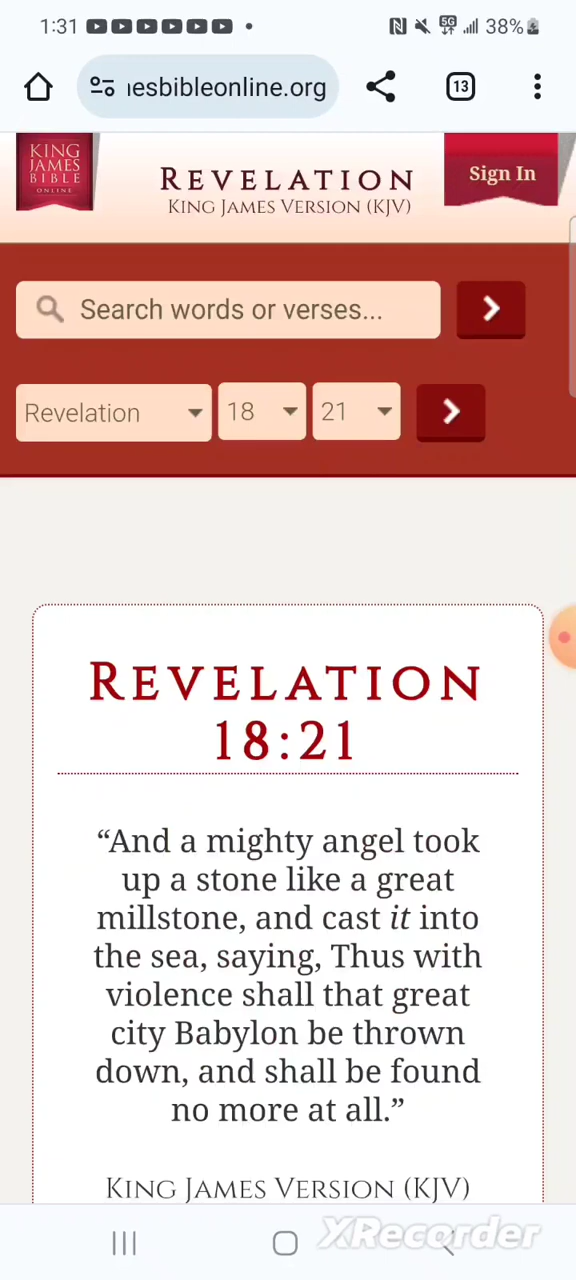 1:31
5G
38%
ıesbibleonline.org
13
KING
JAMES
BIBLE
ONLINE
REVELATION
KING JAMES VERSION (KJV)
Sign In
Search words or verses...
Revelation
18
21
REVELATION
18:21
“And a mighty angel took
up a stone like a great
millstone, and cast it into
the sea, saying, Thus with
violence shall that great
city Babylon be thrown
down, and shall be found
no more at all.”
KING JAMES VERSION (KJV)
XRecorder